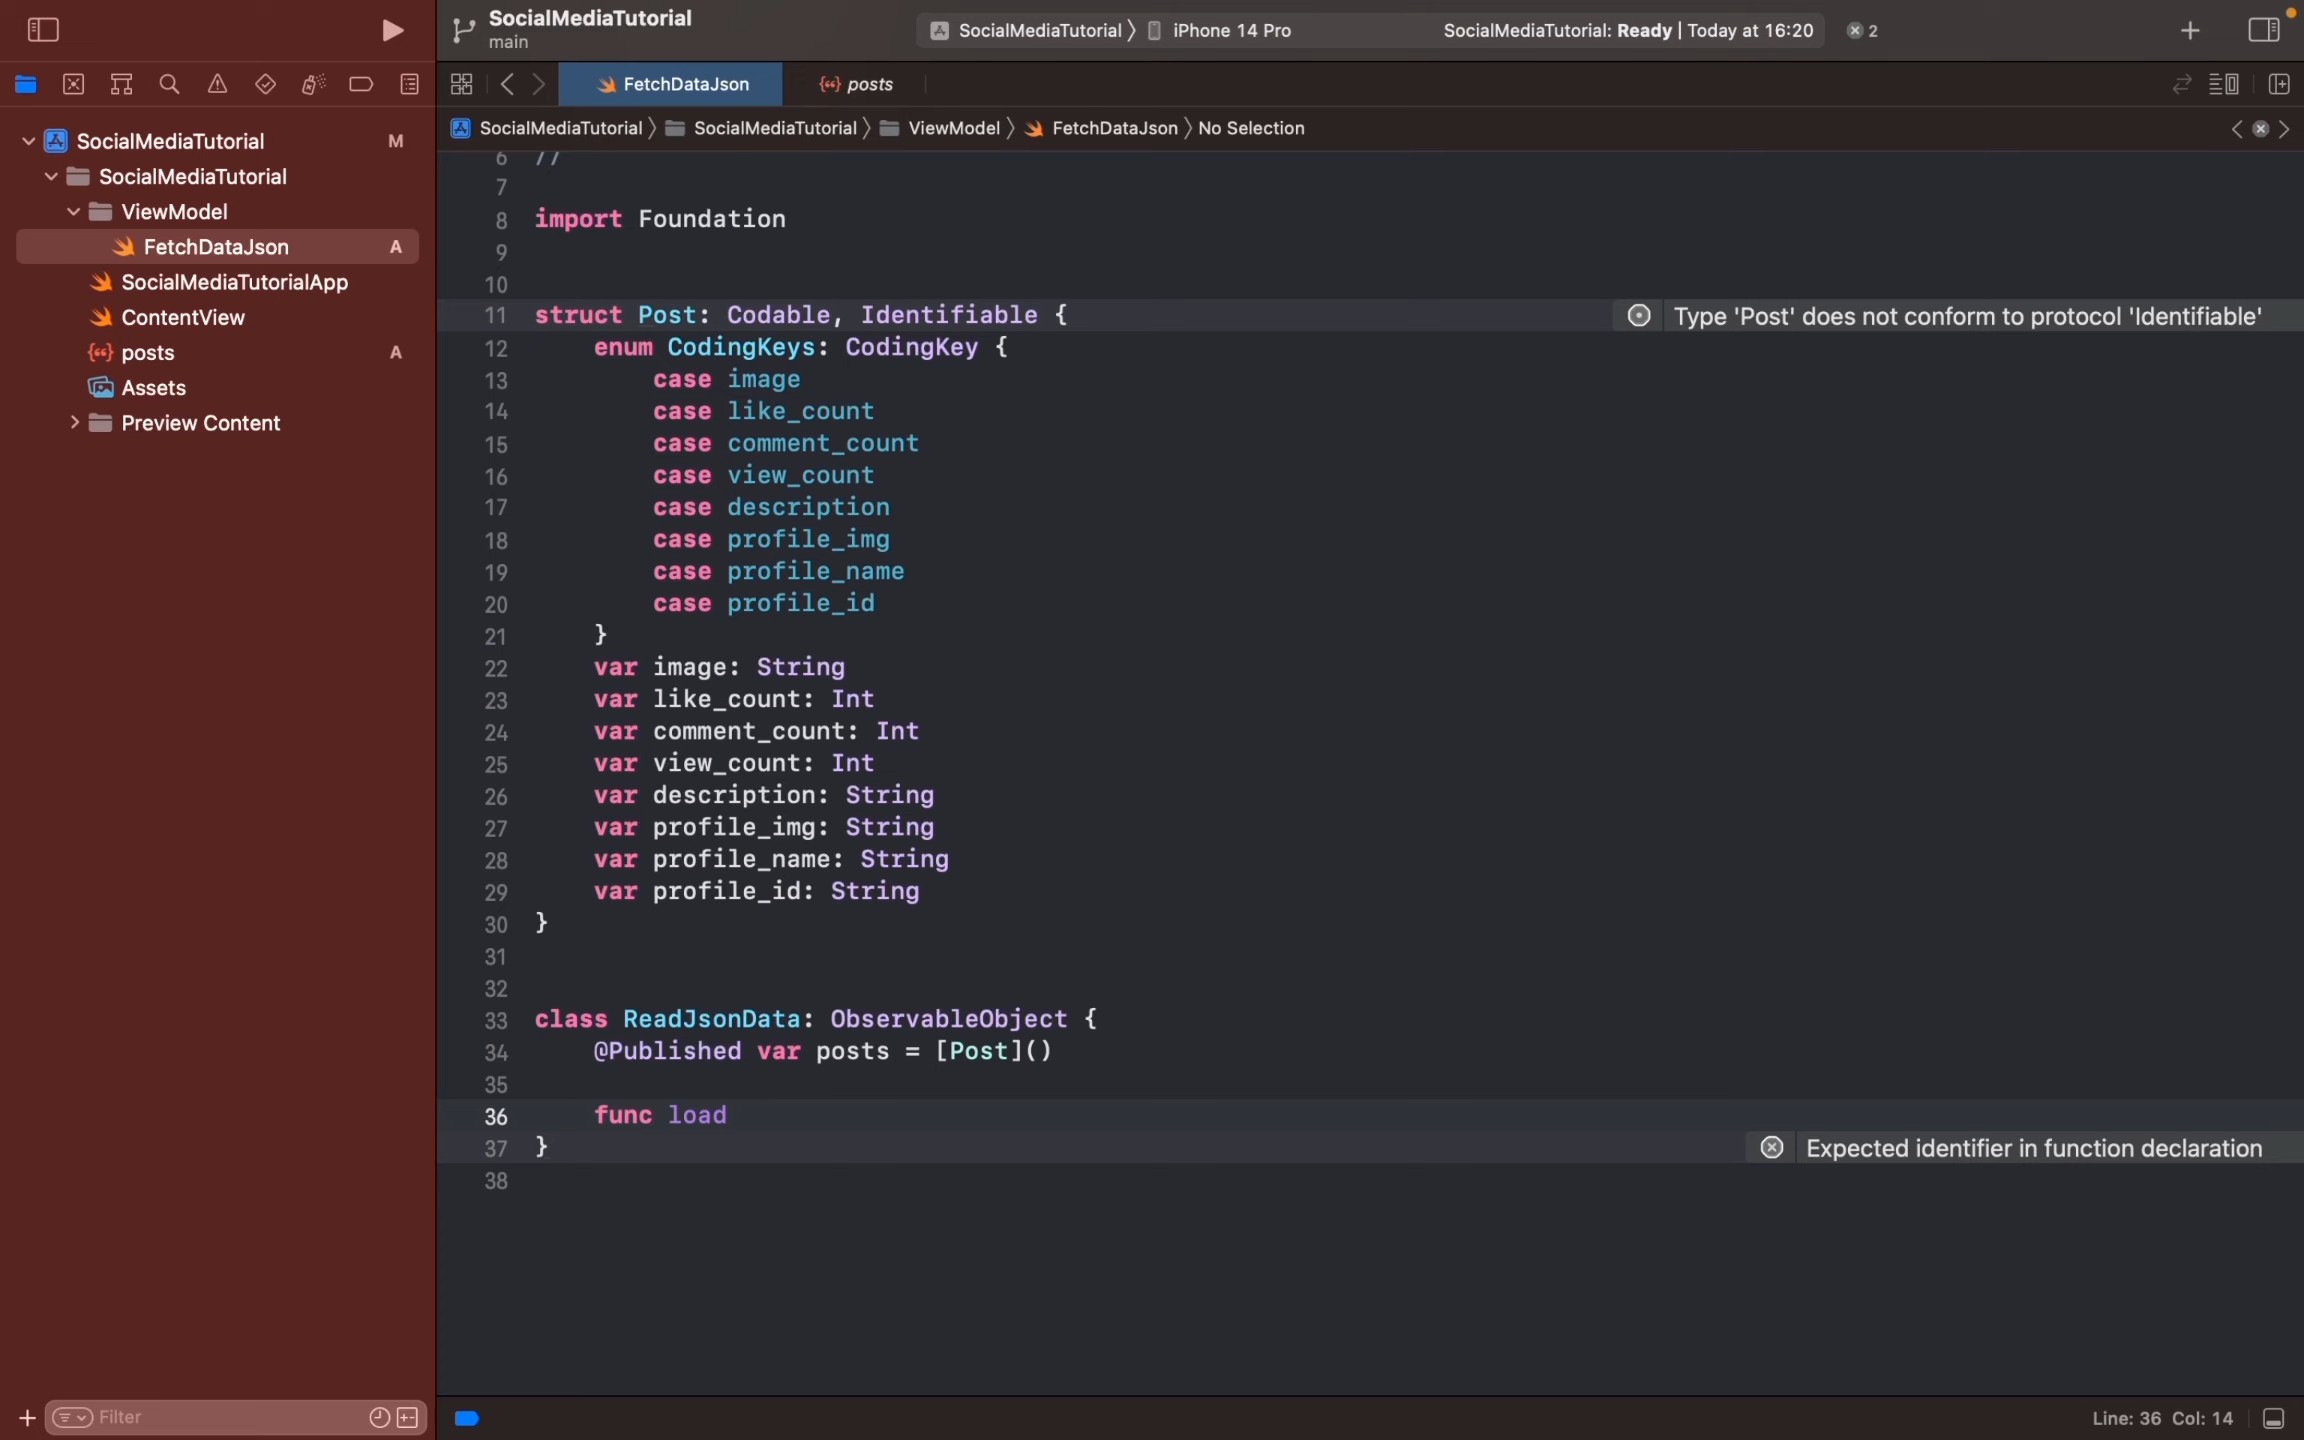 SocialMediaTutorial
main
SocialMediaTutorial 〉 iPhone 14 Pro
SocialMediaTutorial: Ready | Today at 16:20
2
FetchDataJson
posts
SocialMediaTutorial 〉 SocialMediaTutorial 〉 ViewModel 〉 FetchDataJson 〉 No Selection
SocialMediaTutorial M
SocialMediaTutorial
ViewModel
FetchDataJson A
SocialMediaTutorialApp
ContentView
posts A
Assets
Preview Content
6 //
7
8 import Foundation
9
10
11 struct Post: Codable, Identifiable {
Type 'Post' does not conform to protocol 'Identifiable'
12     enum CodingKeys: CodingKey {
13         case image
14         case like_count
15         case comment_count
16         case view_count
17         case description
18         case profile_img
19         case profile_name
20         case profile_id
21     }
22     var image: String
23     var like_count: Int
24     var comment_count: Int
25     var view_count: Int
26     var description: String
27     var profile_img: String
28     var profile_name: String
29     var profile_id: String
30 }
31
32
33 class ReadJsonData: ObservableObject {
34     @Published var posts = [Post]()
35
36     func load
37 }
Expected identifier in function declaration
38
Filter
Line: 36 Col: 14